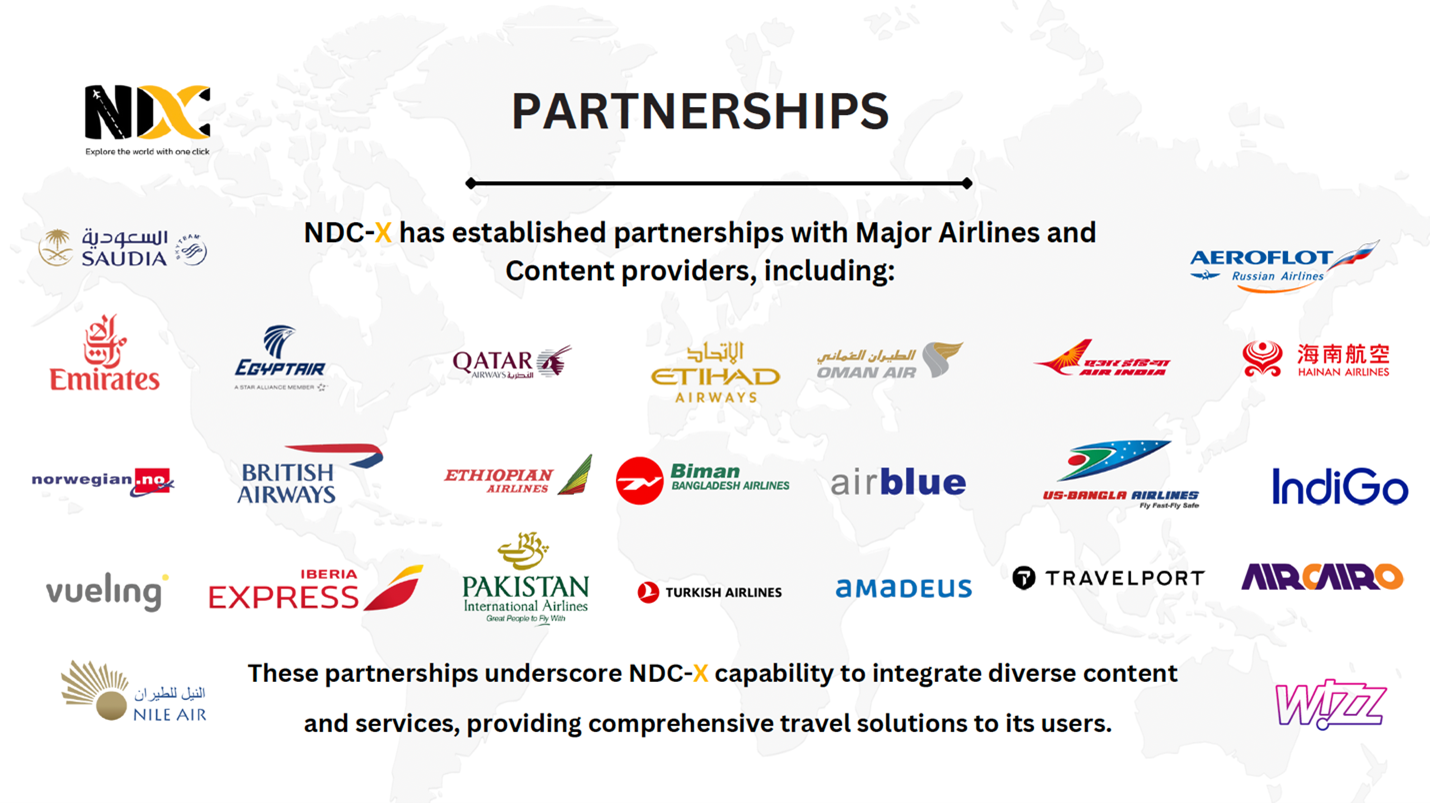 NDC
Explore the world with one click
PARTNERSHIPS
NDC-X has established partnerships with Major Airlines and
Content providers, including:
السعودية
SAUDIA
SKYTEAM
AEROFLOT
Russian Airlines
Emirates
EGYPTAIR
A STAR ALLIANCE MEMBER
QATAR
AIRWAYS القطرية
الإتحاد
ETIHAD
AIRWAYS
الطيران العماني
OMAN AIR
एअर इंडिया
AIR INDIA
海南航空
HAINAN AIRLINES
norwegian.no
BRITISH
AIRWAYS
ETHIOPIAN
AIRLINES
Biman
BANGLADESH AIRLINES
airblue
US-BANGLA AIRLINES
Fly Fast-Fly Safe
IndiGo
vueling
IBERIA
EXPRESS
PAKISTAN
International Airlines
Great People to Fly With
TURKISH AIRLINES
amadeus
TRAVELPORT
AIRCAIRO
النيل للطيران
NILE AIR
These partnerships underscore NDC-X capability to integrate diverse content
and services, providing comprehensive travel solutions to its users.
WIZZ